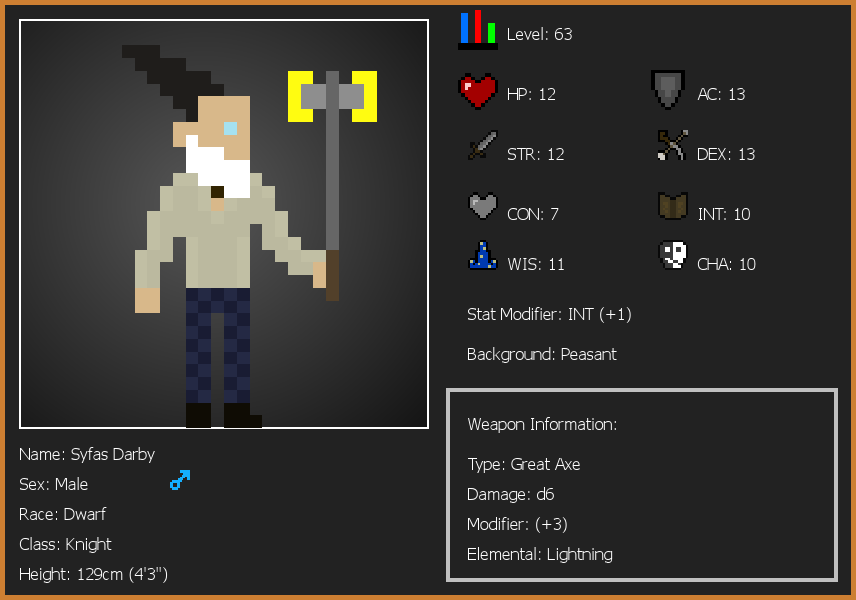 Level: 63
HP: 12
AC: 13
STR: 12
DEX: 13
CON: 7
INT: 10
WIS: 11
CHA: 10
Stat Modifier: INT (+1)
Background: Peasant
Weapon Information:
Type: Great Axe
Damage: d6
Modifier: (+3)
Elemental: Lightning
Name: Syfas Darby
Sex: Male
Race: Dwarf
Class: Knight
Height: 129cm (4'3")